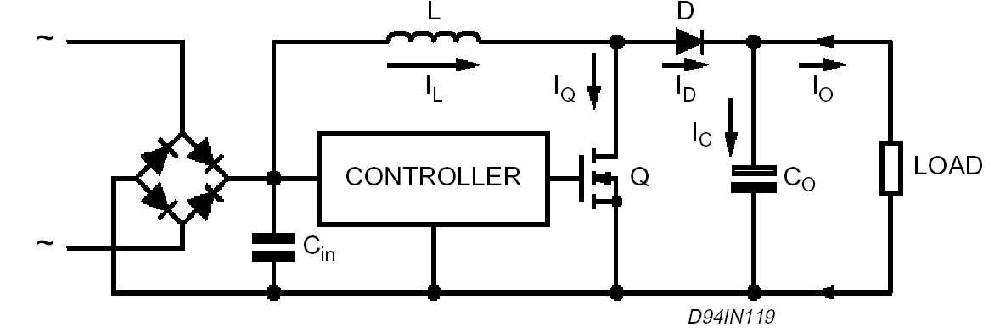 L
D
~
I_L
I_Q
I_D
I_O
I_C
CONTROLLER
Q
C_O
LOAD
~
C_in
D94IN119